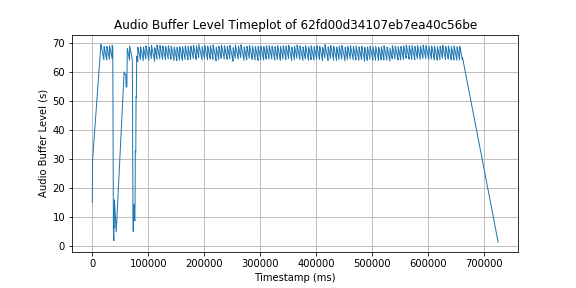 Audio Buffer Level Timeplot of 62fd00d34107eb7ea40c56be
Audio Buffer Level (s)
70
60
50
40
30
20
10
0
0 100000 200000 300000 400000 500000 600000 700000
Timestamp (ms)